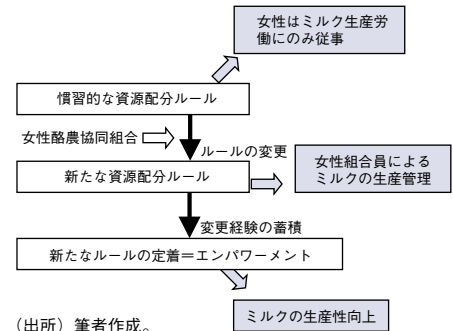 女性はミルク生産労
働にのみ従事
慣習的な資源配分ルール
女性酪農協同組合
ルールの変更
新たな資源配分ルール
女性組合員による
ミルクの生産管理
変更経験の蓄積
新たなルールの定着＝エンパワーメント
ミルクの生産性向上
（出所）筆者作成。